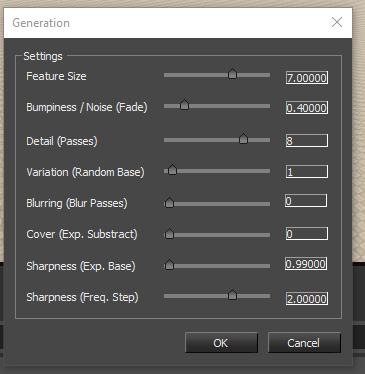 Generation
Settings
Feature Size 7.00000
Bumpiness / Noise (Fade) 0.40000
Detail (Passes) 8
Variation (Random Base) 1
Blurring (Blur Passes) 0
Cover (Exp. Substract) 0
Sharpness (Exp. Base) 0.99000
Sharpness (Freq. Step) 2.00000
OK Cancel